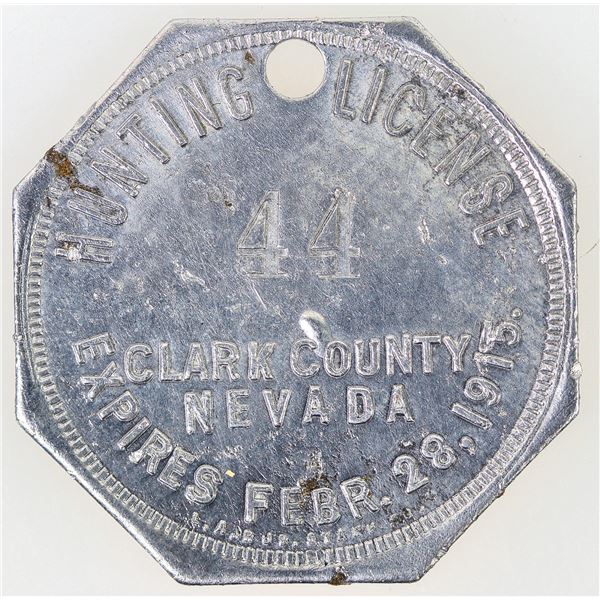 HUNTING LICENSE
44
CLARK COUNTY
NEVADA
EXPIRES FEBR. 28, 1915.